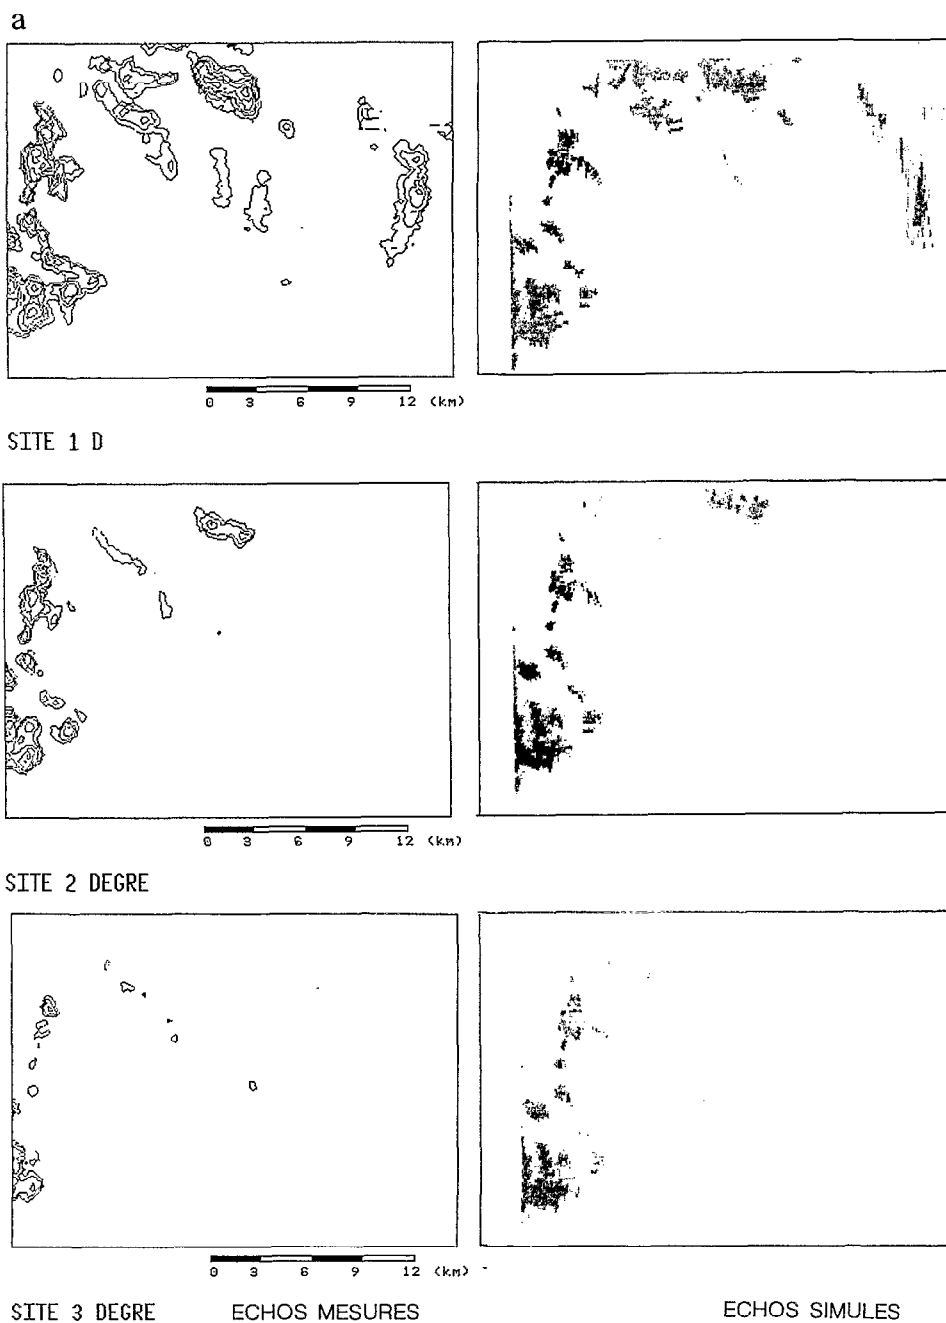 a
0 3 6 9 12 (km)
SITE 1 D
0 3 6 9 12 (km)
SITE 2 DEGRE
0 3 6 9 12 (km)
SITE 3 DEGRE ECHOS MESURES ECHOS SIMULES